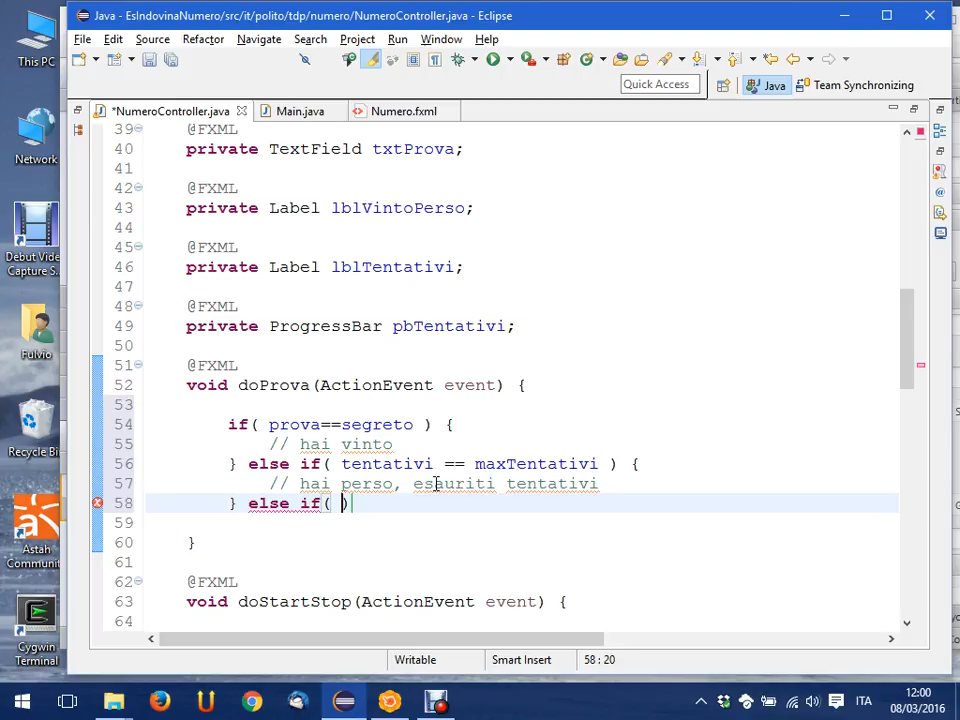 Java - EsIndovinaNumero/src/it/polito/tdp/numero/NumeroController.java - Eclipse
File Edit Source Refactor Navigate Search Project Run Window Help
Quick Access Java Team Synchronizing
*NumeroController.java Main.java Numero.fxml
39 @FXML
40 private TextField txtProva;
41
42 @FXML
43 private Label lblVintoPerso;
44
45 @FXML
46 private Label lblTentativi;
47
48 @FXML
49 private ProgressBar pbTentativi;
50
51 @FXML
52 void doProva(ActionEvent event) {
53
54 if( prova==segreto ) {
55 // hai vinto
56 } else if( tentativi == maxTentativi ) {
57 // hai perso, esauriti tentativi
58 } else if( )
59
60 }
61
62 @FXML
63 void doStartStop(ActionEvent event) {
64
Writable Smart Insert 58 : 20
This PC
Network
Debut Video
Capture S...
Fulvio
Recycle Bi
Astah
Communit
Cygwin
Terminal
ITA
12:00
08/03/2016